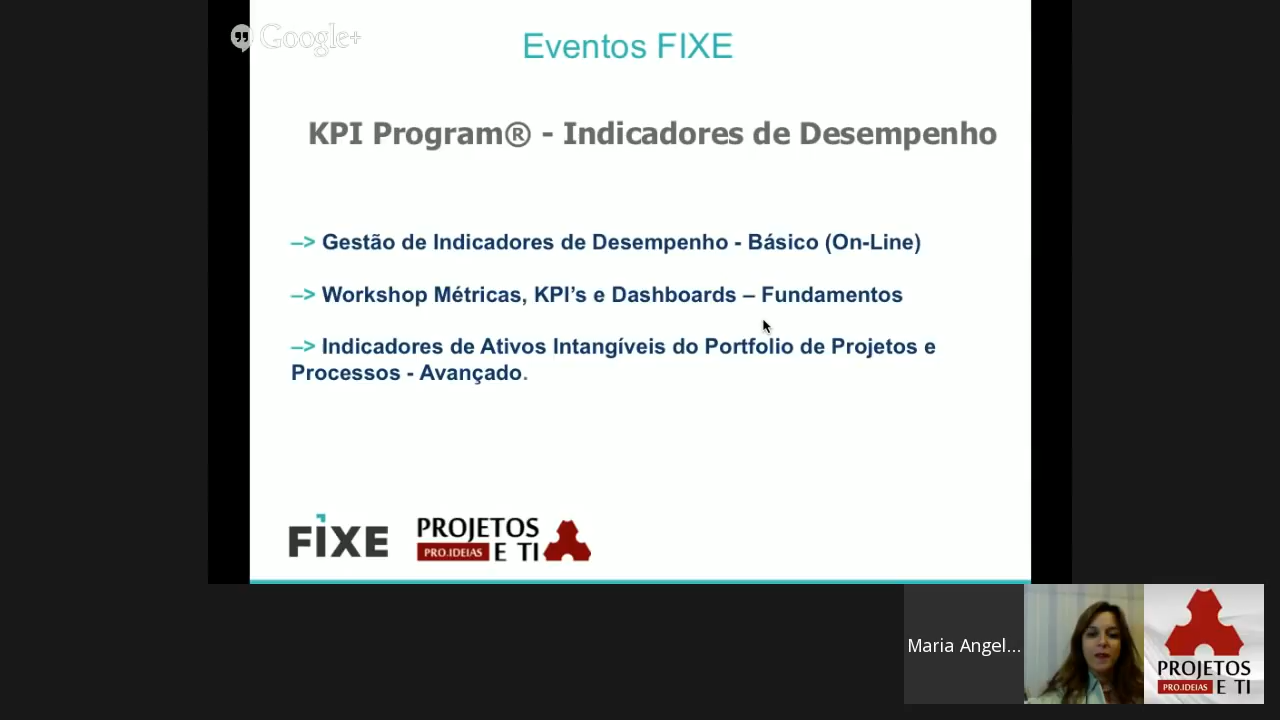 Google+
Eventos FIXE
KPI Program® - Indicadores de Desempenho
–> Gestão de Indicadores de Desempenho - Básico (On-Line)
–> Workshop Métricas, KPI’s e Dashboards – Fundamentos
–> Indicadores de Ativos Intangíveis do Portfolio de Projetos e
Processos - Avançado.
FIXE
PROJETOS
PRO.IDEIAS E TI
Maria Angel...
PROJETOS
PRO.IDEIAS E TI